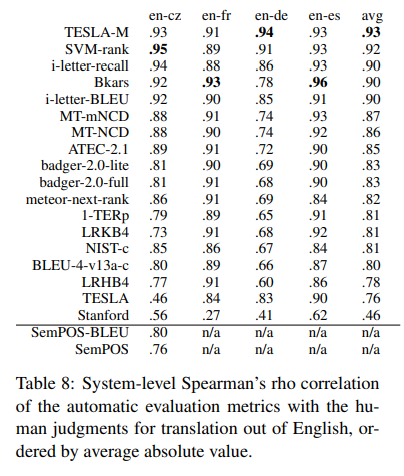 en-cz en-fr en-de en-es avg
TESLA-M .93 .91 .94 .93 .93
SVM-rank .95 .89 .91 .93 .92
i-letter-recall .94 .88 .86 .93 .90
Bkars .92 .93 .78 .96 .90
i-letter-BLEU .92 .90 .85 .91 .90
MT-mNCD .88 .91 .74 .93 .87
MT-NCD .88 .90 .74 .92 .86
ATEC-2.1 .89 .91 .72 .90 .85
badger-2.0-lite .81 .90 .69 .90 .83
badger-2.0-full .81 .91 .68 .90 .83
meteor-next-rank .86 .91 .69 .84 .82
1-TERp .79 .89 .65 .91 .81
LRKB4 .73 .91 .68 .92 .81
NIST-c .85 .86 .67 .84 .81
BLEU-4-v13a-c .80 .89 .66 .87 .80
LRHB4 .77 .91 .60 .86 .78
TESLA .46 .84 .83 .90 .76
Stanford .56 .27 .41 .62 .46
SemPOS-BLEU .80 n/a n/a n/a n/a
SemPOS .76 n/a n/a n/a n/a
Table 8: System-level Spearman's rho correlation
of the automatic evaluation metrics with the hu-
man judgments for translation out of English, or-
dered by average absolute value.